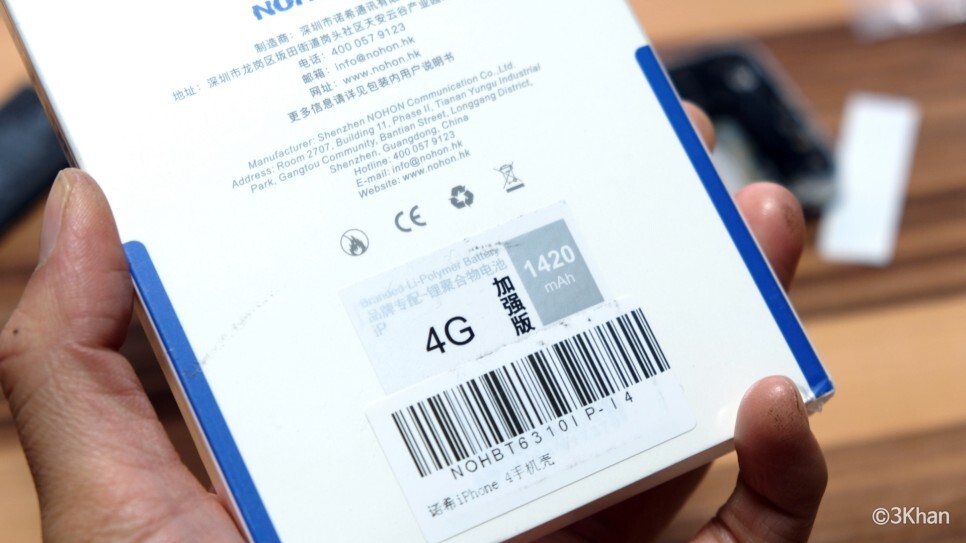 制造商：深圳市诺希通讯有限
地址：深圳市龙岗区坂田街道岗头社区天安云谷产业园
电话：400 057 9123
邮箱：info@nohon.hk
网址：www.nohon.hk
更多信息请详见包装内用户说明书
Manufacturer: Shenzhen NOHON Communication Co.,Ltd.
Address: Room 2707, Building 11, Phase II, Tianan Yungu Industrial
Park, Gangtou Community, Bantian Street, Longgang District,
Shenzhen, Guangdong, China
Hotline: 400 057 9123
E-mail: info@nohon.hk
Website: www.nohon.hk
CE
Branded-Li-Polymer Battery
品牌专配-锂聚合物电池
iP
4G
加强版
1420
mAh
NOHBT6310IP-14
诺希iPhone 4手机壳
©3Khan